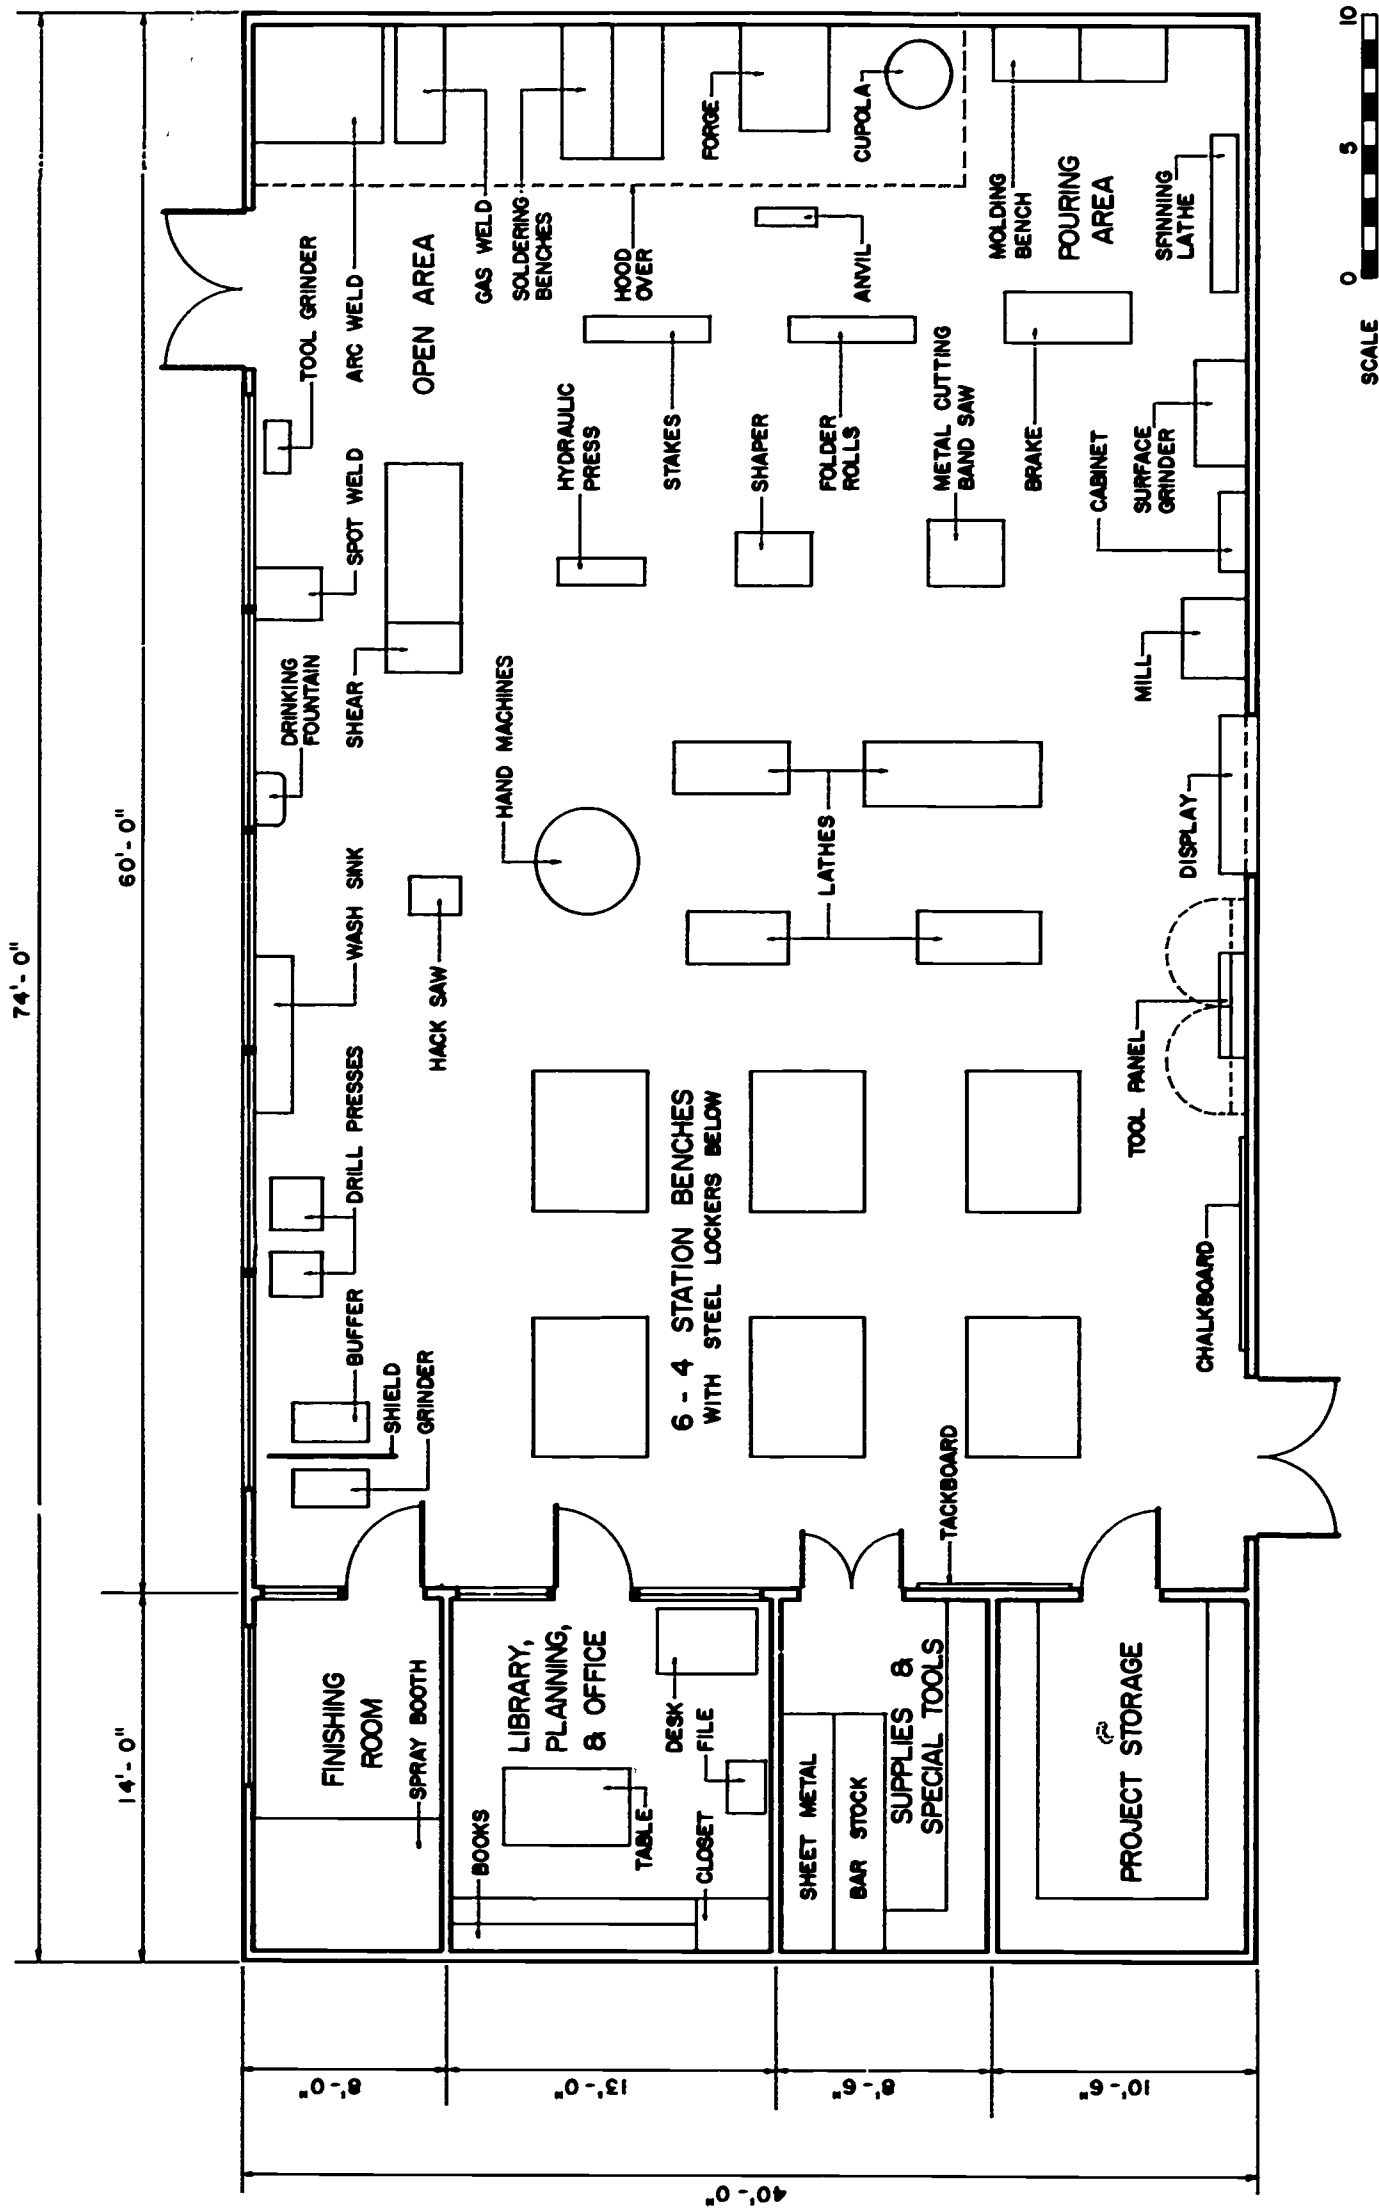 74'-0"
60'-0"
14'-0"
TOOL GRINDER
ARC WELD
OPEN AREA
GAS WELD
SOLDERING
BENCHES
HOOD
OVER
FORGE
CUPOLA
ANVIL
MOLDING
BENCH
POURING
AREA
SPINNING
LATHE
SPOT WELD
HYDRAULIC
PRESS
STAKES
SHAPER
FOLDER
ROLLS
METAL CUTTING
BAND SAW
BRAKE
CABINET
SURFACE
GRINDER
DRINKING
FOUNTAIN
SHEAR
HAND MACHINES
MILL
WASH SINK
HACK SAW
LATHES
DISPLAY
DRILL PRESSES
TOOL PANEL
6 - 4 STATION BENCHES
WITH STEEL LOCKERS BELOW
BUFFER
SHIELD
GRINDER
CHALKBOARD
TACKBOARD
FINISHING
ROOM
SPRAY BOOTH
LIBRARY,
PLANNING,
& OFFICE
DESK
FILE
BOOKS
TABLE
CLOSET
SHEET METAL
BAR STOCK
SUPPLIES &
SPECIAL TOOLS
PROJECT STORAGE
8'-0"
13'-0"
8'-6"
10'-6"
40'-0"
SCALE
0 5 10